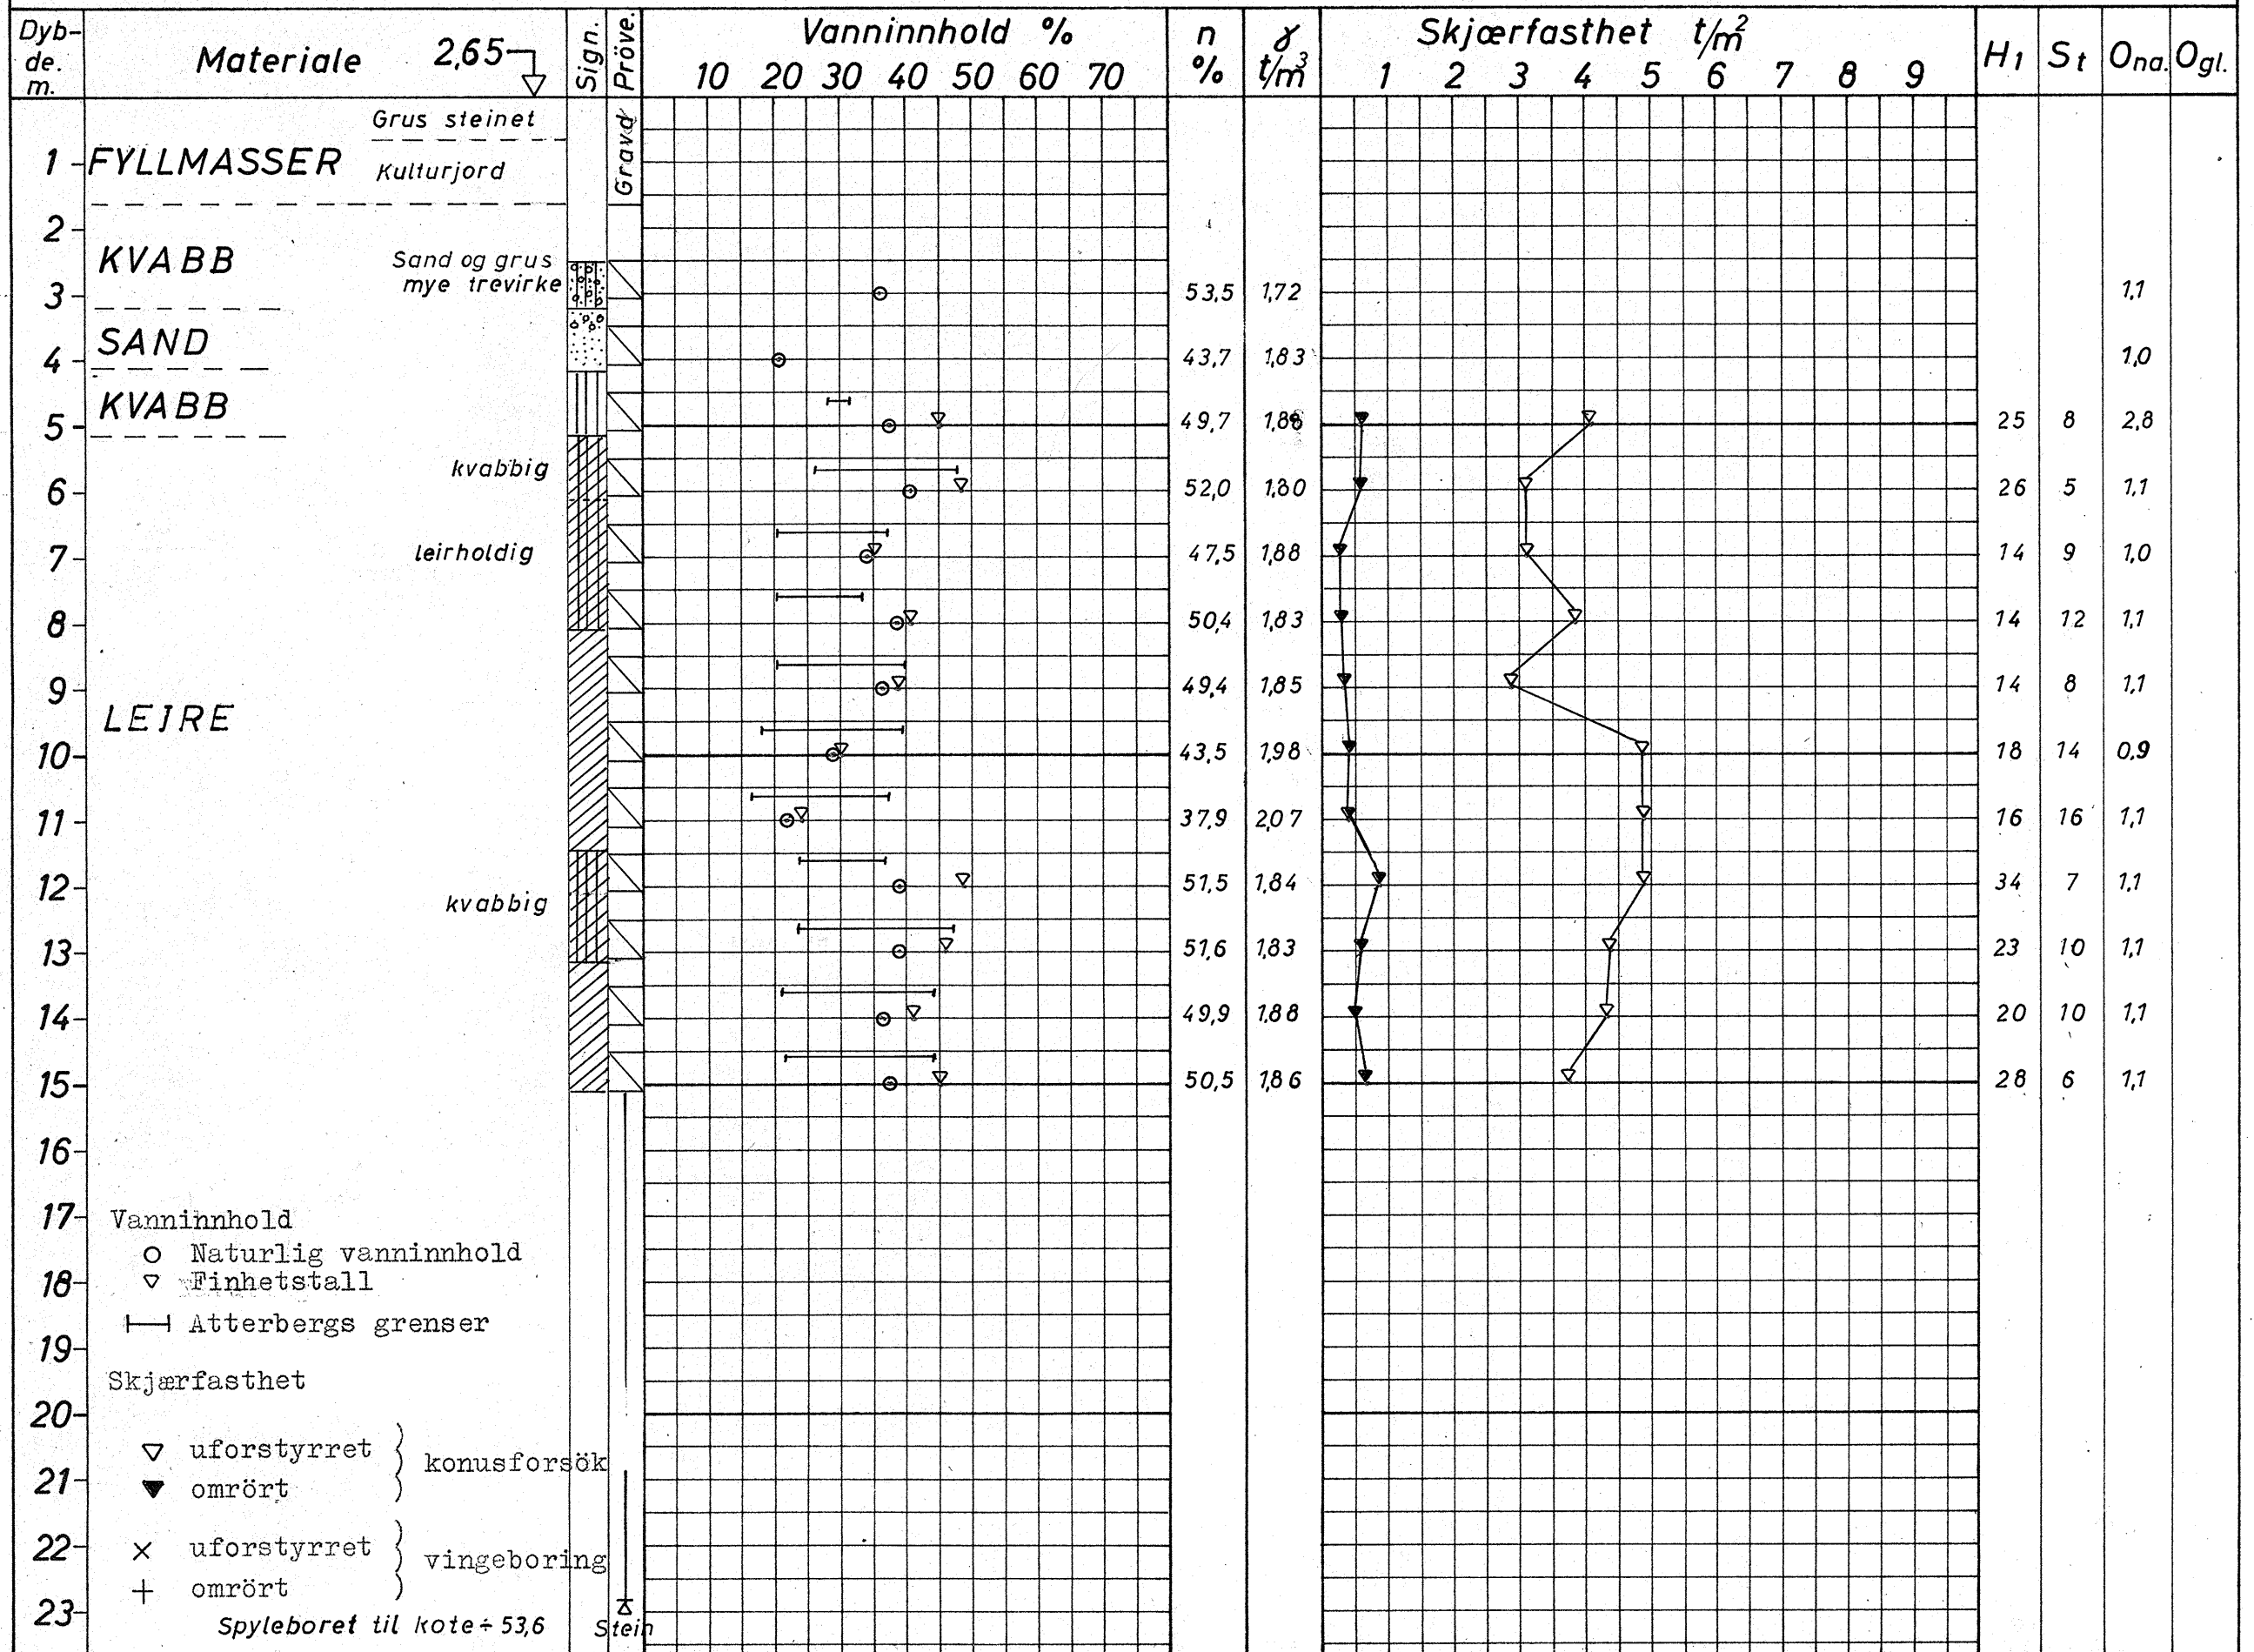 Dyb- de. m. Materiale 2,65 Sign. Pröve. Vanninnhold % n % γ t/m³ Skjærfasthet t/m² H1 St Ona. Ogl.
10 20 30 40 50 60 70 1 2 3 4 5 6 7 8 9
Grus steinet
1 FYLLMASSER Kulturjord Gravd
2
KVABB Sand og grus
mye trevirke
3 53,5 1,72 1,1
SAND
4 43,7 1,83 1,0
KVABB
5 49,7 1,88 25 8 2,8
kvabbig
6 52,0 1,80 26 5 1,1
leirholdig
7 47,5 1,88 14 9 1,0
8 50,4 1,83 14 12 1,1
9 49,4 1,85 14 8 1,1
LEIRE
10 43,5 1,98 18 14 0,9
11 37,9 2,07 16 16 1,1
12 51,5 1,84 34 7 1,1
kvabbig
13 51,6 1,83 23 10 1,1
14 49,9 1,88 20 10 1,1
15 50,5 1,86 28 6 1,1
16
17 Vanninnhold
Naturlig vanninnhold
18 Finhetstall
Atterbergs grenser
19
Skjærfasthet
20
uforstyrret
konusforsök
21 omrört
22 uforstyrret
vingeboring
omrört
23 Spyleboret til kote ÷ 53,6 Stein